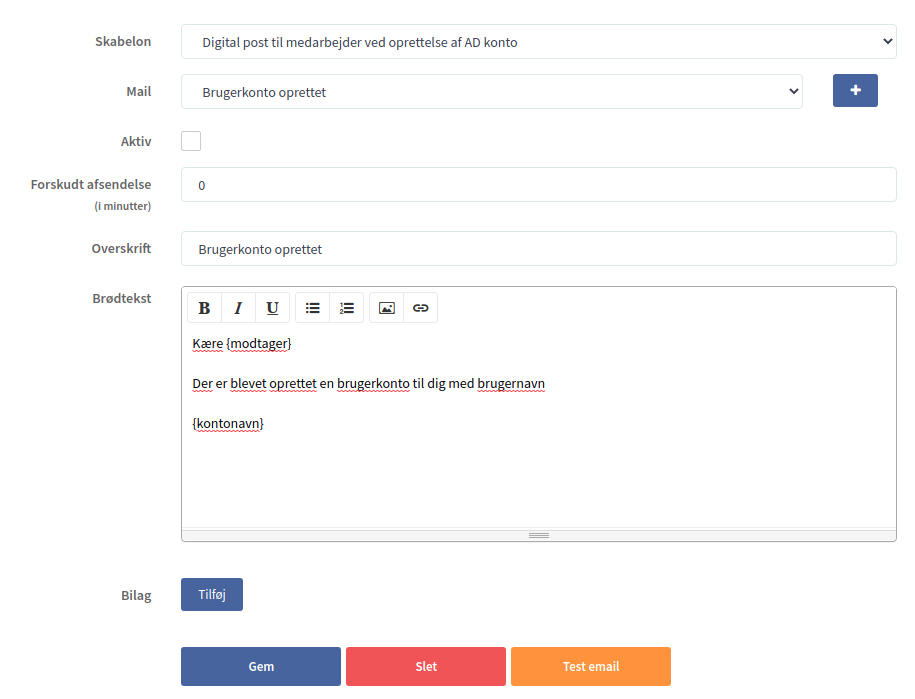 Skabelon
Digital post til medarbejder ved oprettelse af AD konto
Mail
Brugerkonto oprettet
+
Aktiv
Forskudt afsendelse
(i minutter)
0
Overskrift
Brugerkonto oprettet
Brødtekst
B I U
Kære {modtager}
Der er blevet oprettet en brugerkonto til dig med brugernavn
{kontonavn}
Bilag
Tilføj
Gem
Slet
Test email